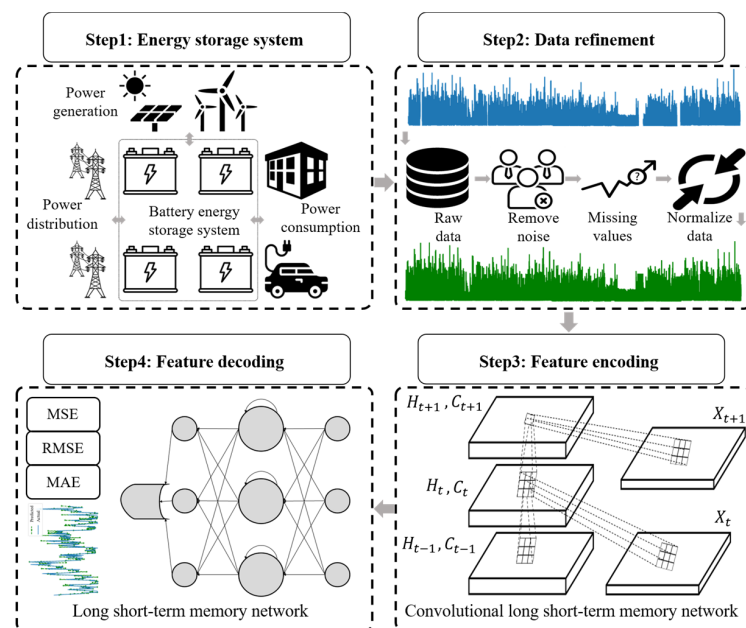 Step1: Energy storage system
Power
generation
Power
distribution
Battery energy
storage system
Power
consumption
Step2: Data refinement
Raw
data
Remove
noise
Missing
values
?
Normalize
data
Step3: Feature encoding
H_{t+1}, C_{t+1}
X_{t+1}
H_t, C_t
X_t
H_{t-1}, C_{t-1}
Convolutional long short-term memory network
Step4: Feature decoding
MSE
RMSE
MAE
Predicted
Actual
Long short-term memory network